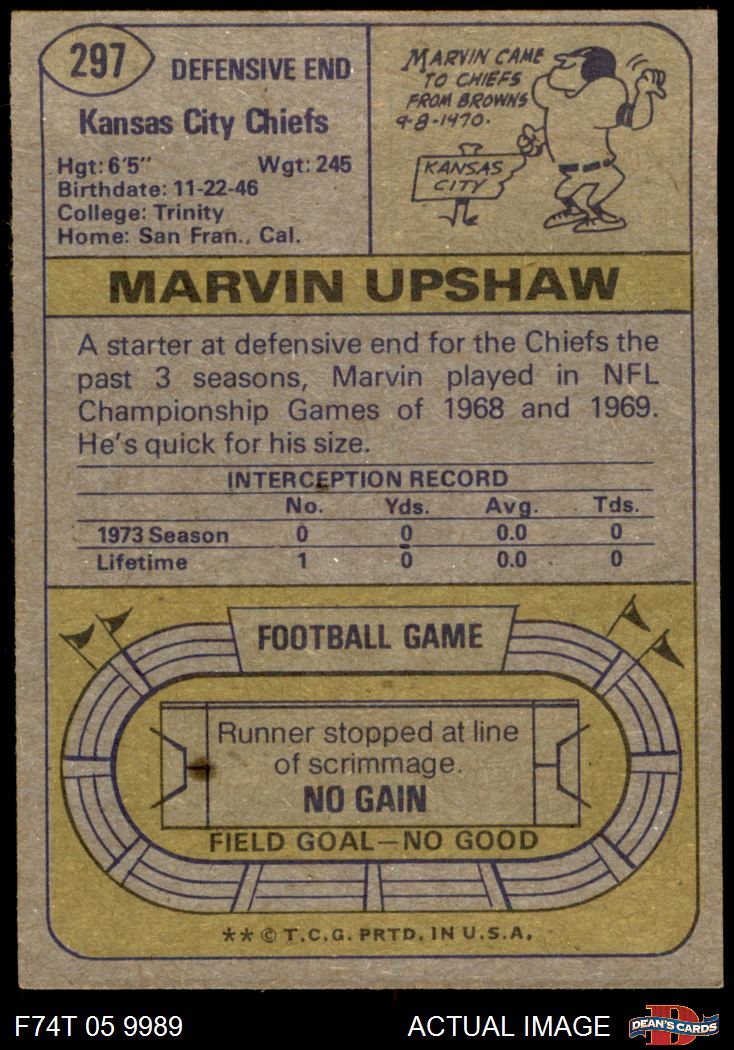 297
DEFENSIVE END
Kansas City Chiefs
Hgt: 6'5" Wgt: 245
Birthdate: 11-22-46
College: Trinity
Home: San Fran., Cal.
MARVIN CAME
TO CHIEFS
FROM BROWNS
9-8-1970.
KANSAS
CITY
MARVIN UPSHAW
A starter at defensive end for the Chiefs the
past 3 seasons, Marvin played in NFL
Championship Games of 1968 and 1969.
He's quick for his size.
INTERCEPTION RECORD
No. Yds. Avg. Tds.
1973 Season 0 0 0.0 0
Lifetime 1 0 0.0 0
FOOTBALL GAME
Runner stopped at line
of scrimmage.
NO GAIN
FIELD GOAL—NO GOOD
** © T.C.G. PRTD. IN U.S.A.
F74T 05 9989 ACTUAL IMAGE
DEAN'S CARDS